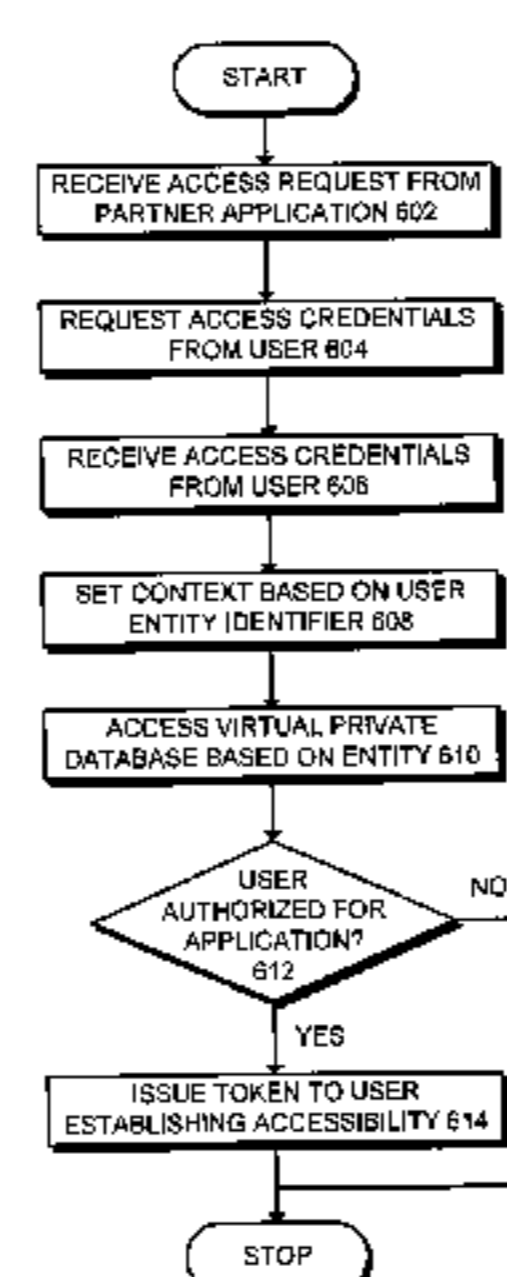 START
RECEIVE ACCESS REQUEST FROM
PARTNER APPLICATION 602
REQUEST ACCESS CREDENTIALS
FROM USER 604
RECEIVE ACCESS CREDENTIALS
FROM USER 606
SET CONTEXT BASED ON USER
ENTITY IDENTIFIER 608
ACCESS VIRTUAL PRIVATE
DATABASE BASED ON ENTITY 610
USER
AUTHORIZED FOR
APPLICATION?
612
NO
YES
ISSUE TOKEN TO USER
ESTABLISHING ACCESSIBILITY 614
STOP